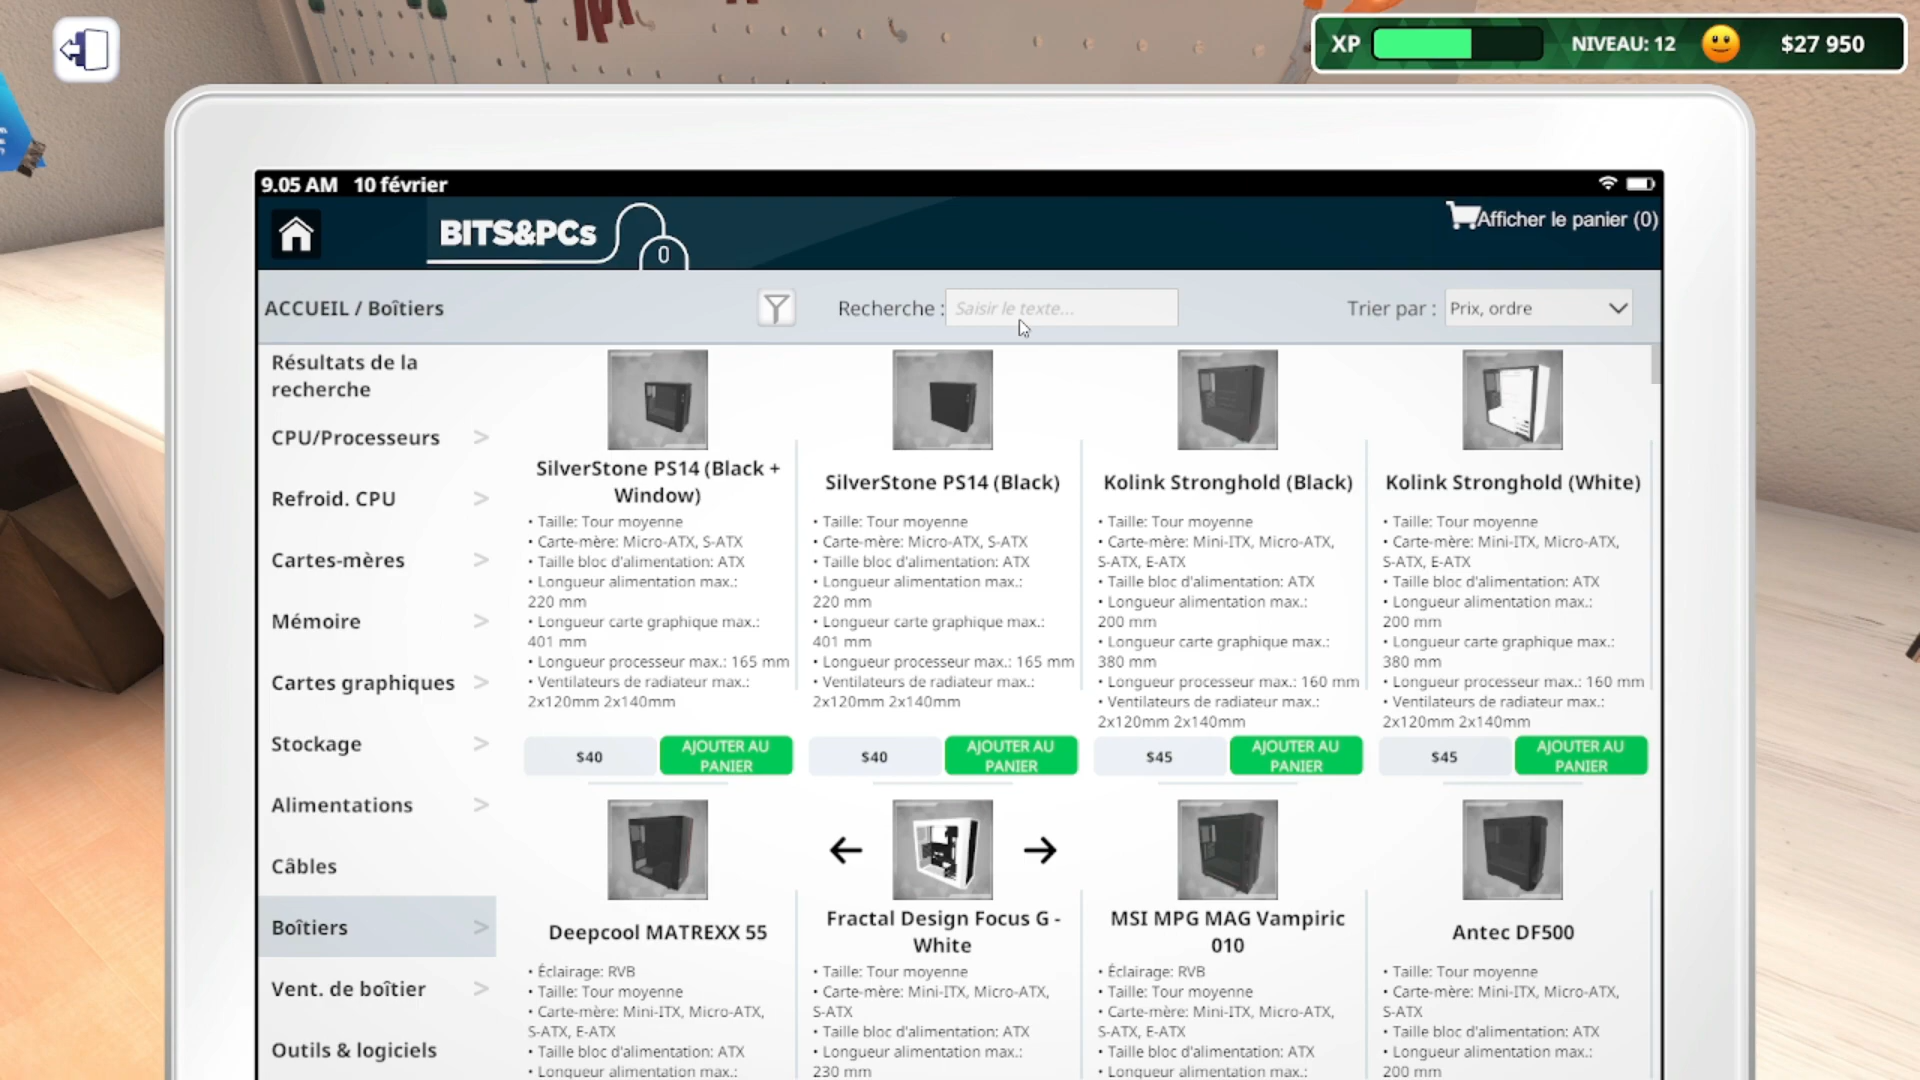 XP NIVEAU: 12 $27 950
9.05 AM 10 février
BITS&PCs
0
Afficher le panier (0)
ACCUEIL / Boîtiers
Recherche : Saisir le texte...
Trier par : Prix, ordre
Résultats de la
recherche
CPU/Processeurs >
Refroid. CPU >
Cartes-mères >
Mémoire >
Cartes graphiques >
Stockage >
Alimentations >
Câbles
Boîtiers >
Vent. de boîtier >
Outils & logiciels
SilverStone PS14 (Black +
Window)
• Taille: Tour moyenne
• Carte-mère: Micro-ATX, S-ATX
• Taille bloc d'alimentation: ATX
• Longueur alimentation max.:
220 mm
• Longueur carte graphique max.:
401 mm
• Longueur processeur max.: 165 mm
• Ventilateurs de radiateur max.:
2x120mm 2x140mm
$40
AJOUTER AU
PANIER
SilverStone PS14 (Black)
• Taille: Tour moyenne
• Carte-mère: Micro-ATX, S-ATX
• Taille bloc d'alimentation: ATX
• Longueur alimentation max.:
220 mm
• Longueur carte graphique max.:
401 mm
• Longueur processeur max.: 165 mm
• Ventilateurs de radiateur max.:
2x120mm 2x140mm
$40
AJOUTER AU
PANIER
Kolink Stronghold (Black)
• Taille: Tour moyenne
• Carte-mère: Mini-ITX, Micro-ATX,
S-ATX, E-ATX
• Taille bloc d'alimentation: ATX
• Longueur alimentation max.:
200 mm
• Longueur carte graphique max.:
380 mm
• Longueur processeur max.: 160 mm
• Ventilateurs de radiateur max.:
2x120mm 2x140mm
$45
AJOUTER AU
PANIER
Kolink Stronghold (White)
• Taille: Tour moyenne
• Carte-mère: Mini-ITX, Micro-ATX,
S-ATX, E-ATX
• Taille bloc d'alimentation: ATX
• Longueur alimentation max.:
200 mm
• Longueur carte graphique max.:
380 mm
• Longueur processeur max.: 160 mm
• Ventilateurs de radiateur max.:
2x120mm 2x140mm
$45
AJOUTER AU
PANIER
Deepcool MATREXX 55
• Éclairage: RVB
• Taille: Tour moyenne
• Carte-mère: Mini-ITX, Micro-ATX,
S-ATX, E-ATX
• Taille bloc d'alimentation: ATX
• Longueur alimentation max.:
Fractal Design Focus G -
White
• Taille: Tour moyenne
• Carte-mère: Mini-ITX, Micro-ATX,
S-ATX
• Taille bloc d'alimentation: ATX
• Longueur alimentation max.:
230 mm
MSI MPG MAG Vampiric
010
• Éclairage: RVB
• Taille: Tour moyenne
• Carte-mère: Mini-ITX, Micro-ATX,
S-ATX, E-ATX
• Taille bloc d'alimentation: ATX
• Longueur alimentation max.:
Antec DF500
• Taille: Tour moyenne
• Carte-mère: Mini-ITX, Micro-ATX,
S-ATX
• Taille bloc d'alimentation: ATX
• Longueur alimentation max.:
200 mm